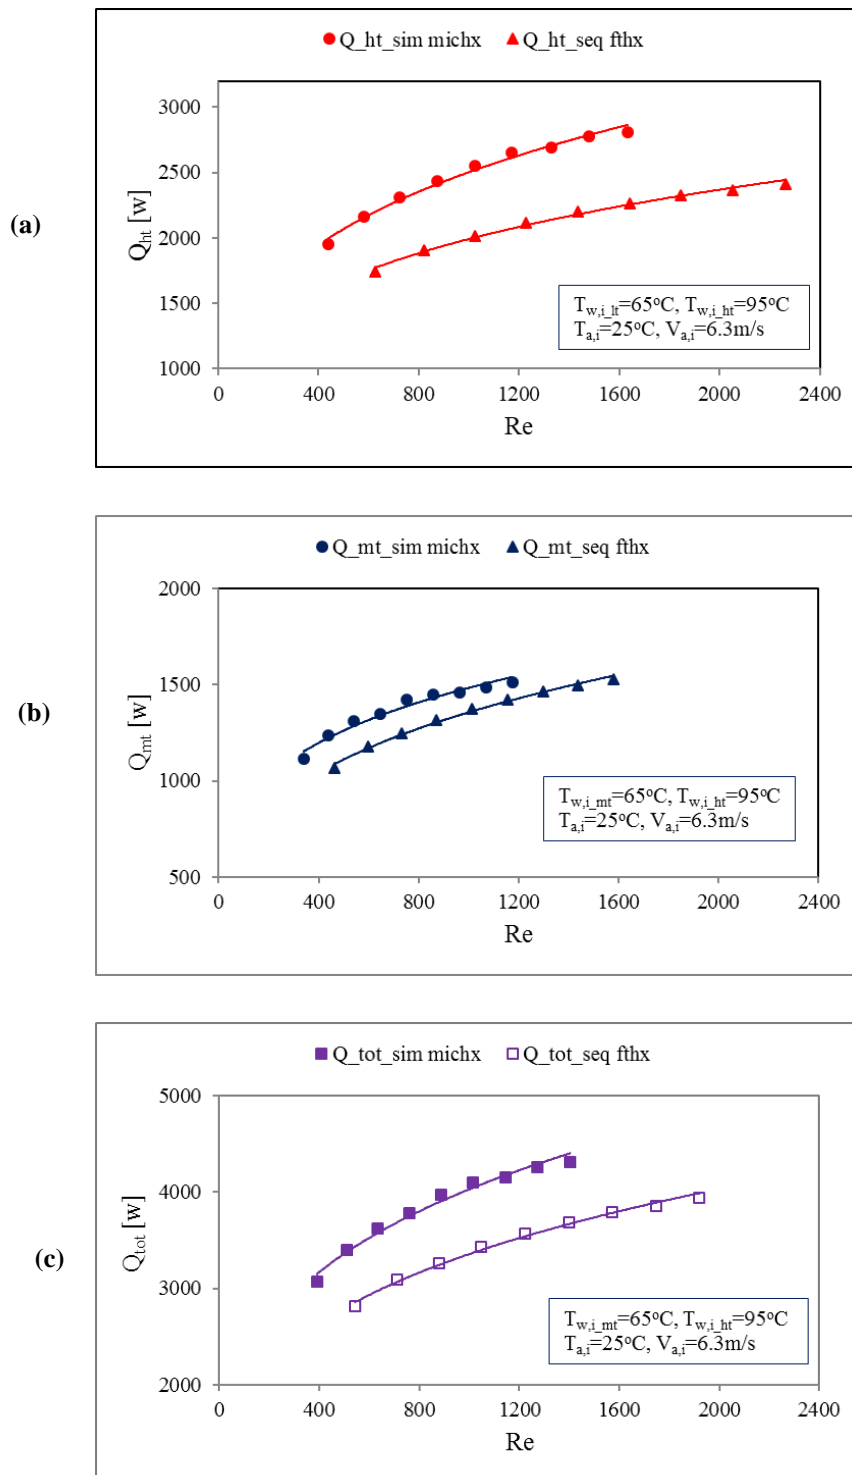 Q_ht_sim michx Q_ht_seq fthx
3000
2500
2000
1500
1000
(a)
Q_ht [w]
T_w,i_lt=65°C, T_w,i_ht=95°C
T_a,i=25°C, V_a,i=6.3m/s
0 400 800 1200 1600 2000 2400
Re
Q_mt_sim michx Q_mt_seq fthx
2000
1500
1000
500
(b)
Q_mt [w]
T_w,i_mt=65°C, T_w,i_ht=95°C
T_a,i=25°C, V_a,i=6.3m/s
0 400 800 1200 1600 2000 2400
Re
Q_tot_sim michx Q_tot_seq fthx
5000
4000
3000
2000
(c)
Q_tot [w]
T_w,i_mt=65°C, T_w,i_ht=95°C
T_a,i=25°C, V_a,i=6.3m/s
0 400 800 1200 1600 2000 2400
Re